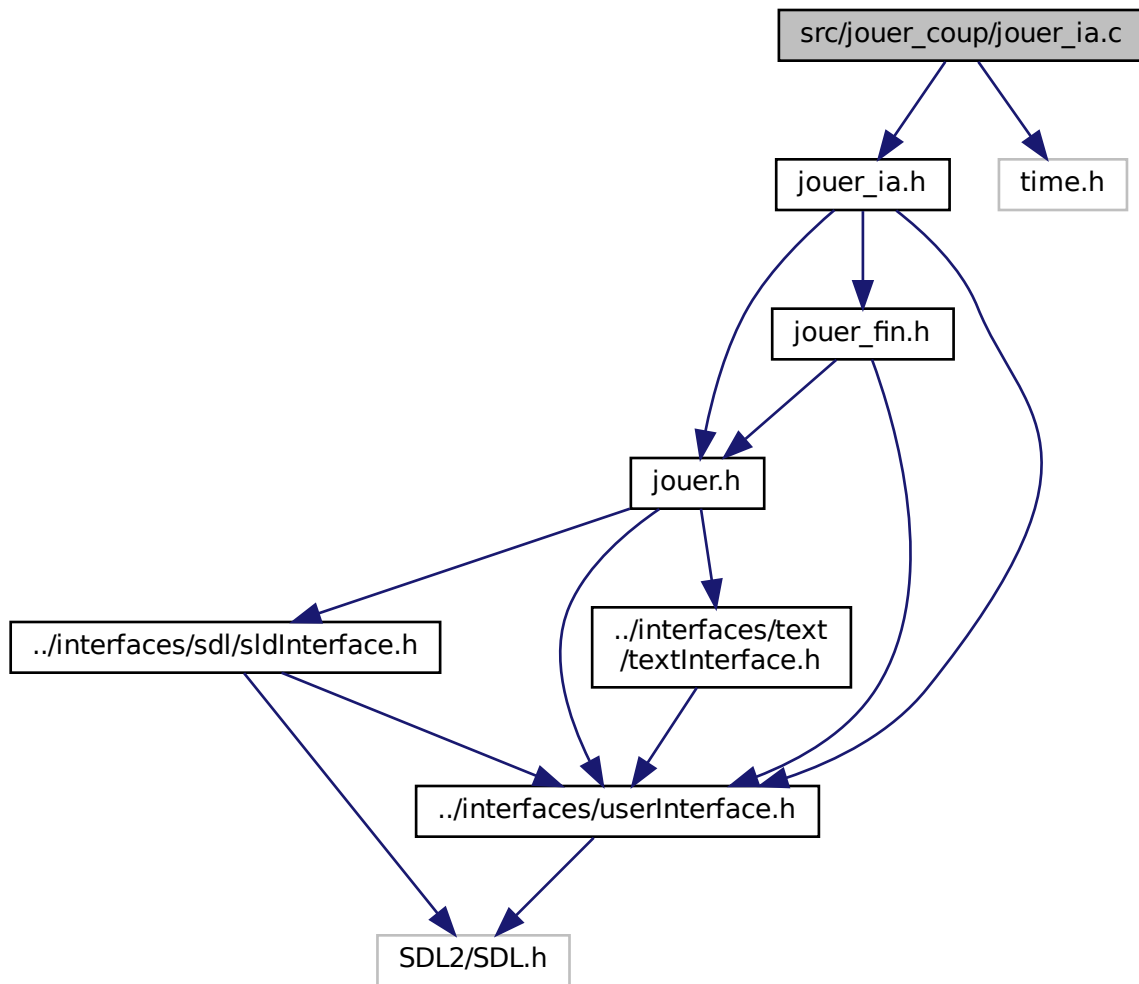 src/jouer_coup/jouer_ia.c
jouer_ia.h
time.h
jouer_fin.h
jouer.h
../interfaces/sdl/sldInterface.h
../interfaces/text
/textInterface.h
../interfaces/userInterface.h
SDL2/SDL.h